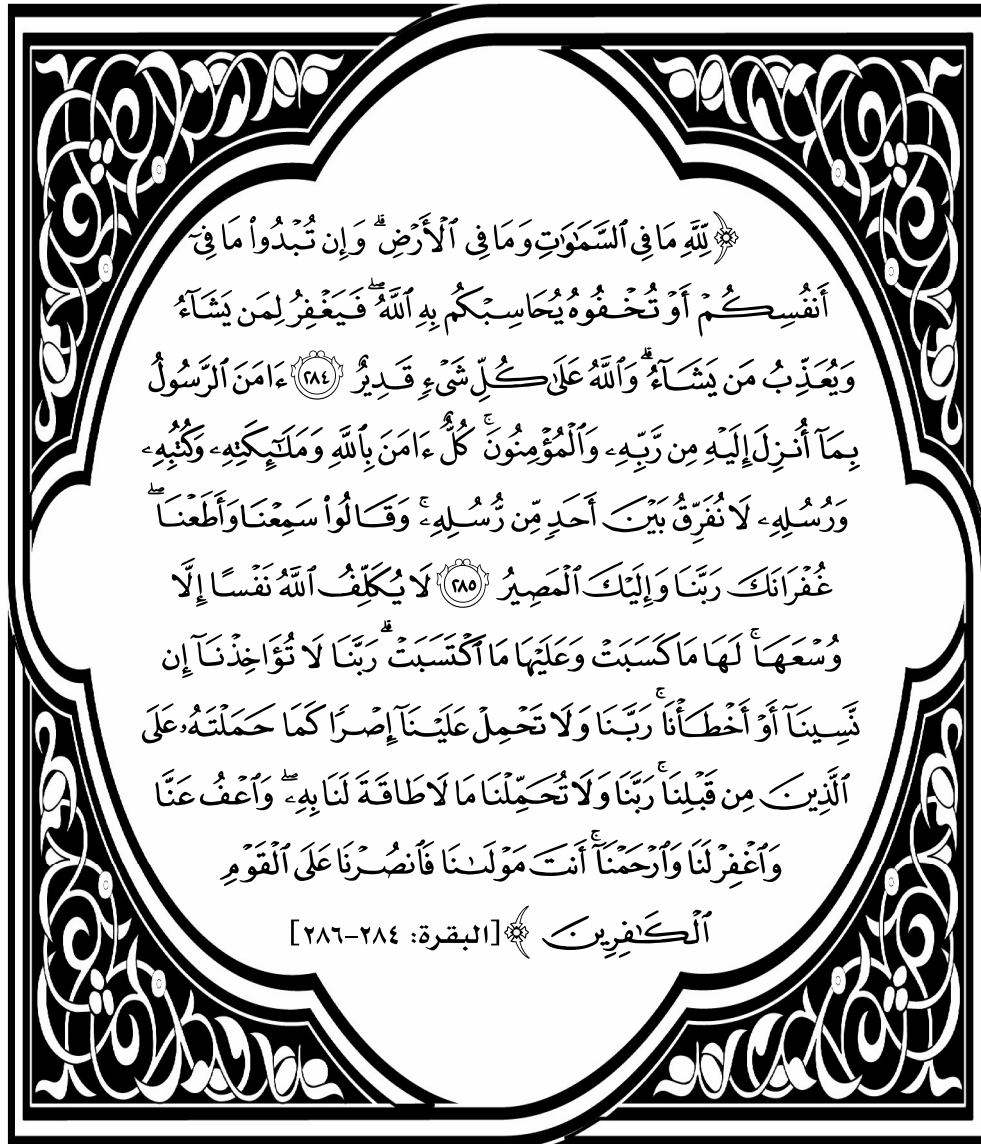 ﴿لِّلَّهِ مَا فِي ٱلسَّمَٰوَٰتِ وَمَا فِي ٱلْأَرْضِ ۗ وَإِن تُبْدُوا۟ مَا فِيٓ
أَنفُسِكُمْ أَوْ تُخْفُوهُ يُحَاسِبْكُم بِهِ ٱللَّهُ ۖ فَيَغْفِرُ لِمَن يَشَآءُ
وَيُعَذِّبُ مَن يَشَآءُ ۗ وَٱللَّهُ عَلَىٰ كُلِّ شَيْءٍ قَدِيرٌ ٢٨٤ ءَامَنَ ٱلرَّسُولُ
بِمَآ أُنزِلَ إِلَيْهِ مِن رَّبِّهِۦ وَٱلْمُؤْمِنُونَ ۚ كُلٌّ ءَامَنَ بِٱللَّهِ وَمَلَٰٓئِكَتِهِۦ وَكُتُبِهِۦ
وَرُسُلِهِۦ لَا نُفَرِّقُ بَيْنَ أَحَدٍ مِّن رُّسُلِهِۦ ۚ وَقَالُوا۟ سَمِعْنَا وَأَطَعْنَا ۖ
غُفْرَانَكَ رَبَّنَا وَإِلَيْكَ ٱلْمَصِيرُ ٢٨٥ لَا يُكَلِّفُ ٱللَّهُ نَفْسًا إِلَّا
وُسْعَهَا ۚ لَهَا مَا كَسَبَتْ وَعَلَيْهَا مَا ٱكْتَسَبَتْ ۗ رَبَّنَا لَا تُؤَاخِذْنَآ إِن
نَّسِينَآ أَوْ أَخْطَأْنَا ۚ رَبَّنَا وَلَا تَحْمِلْ عَلَيْنَآ إِصْرًا كَمَا حَمَلْتَهُۥ عَلَى
ٱلَّذِينَ مِن قَبْلِنَا ۚ رَبَّنَا وَلَا تُحَمِّلْنَا مَا لَا طَاقَةَ لَنَا بِهِۦ ۖ وَٱعْفُ عَنَّا
وَٱغْفِرْ لَنَا وَٱرْحَمْنَآ ۚ أَنتَ مَوْلَىٰنَا فَٱنصُرْنَا عَلَى ٱلْقَوْمِ
ٱلْكَٰفِرِينَ ﴾ [البقرة: ٢٨٤-٢٨٦]